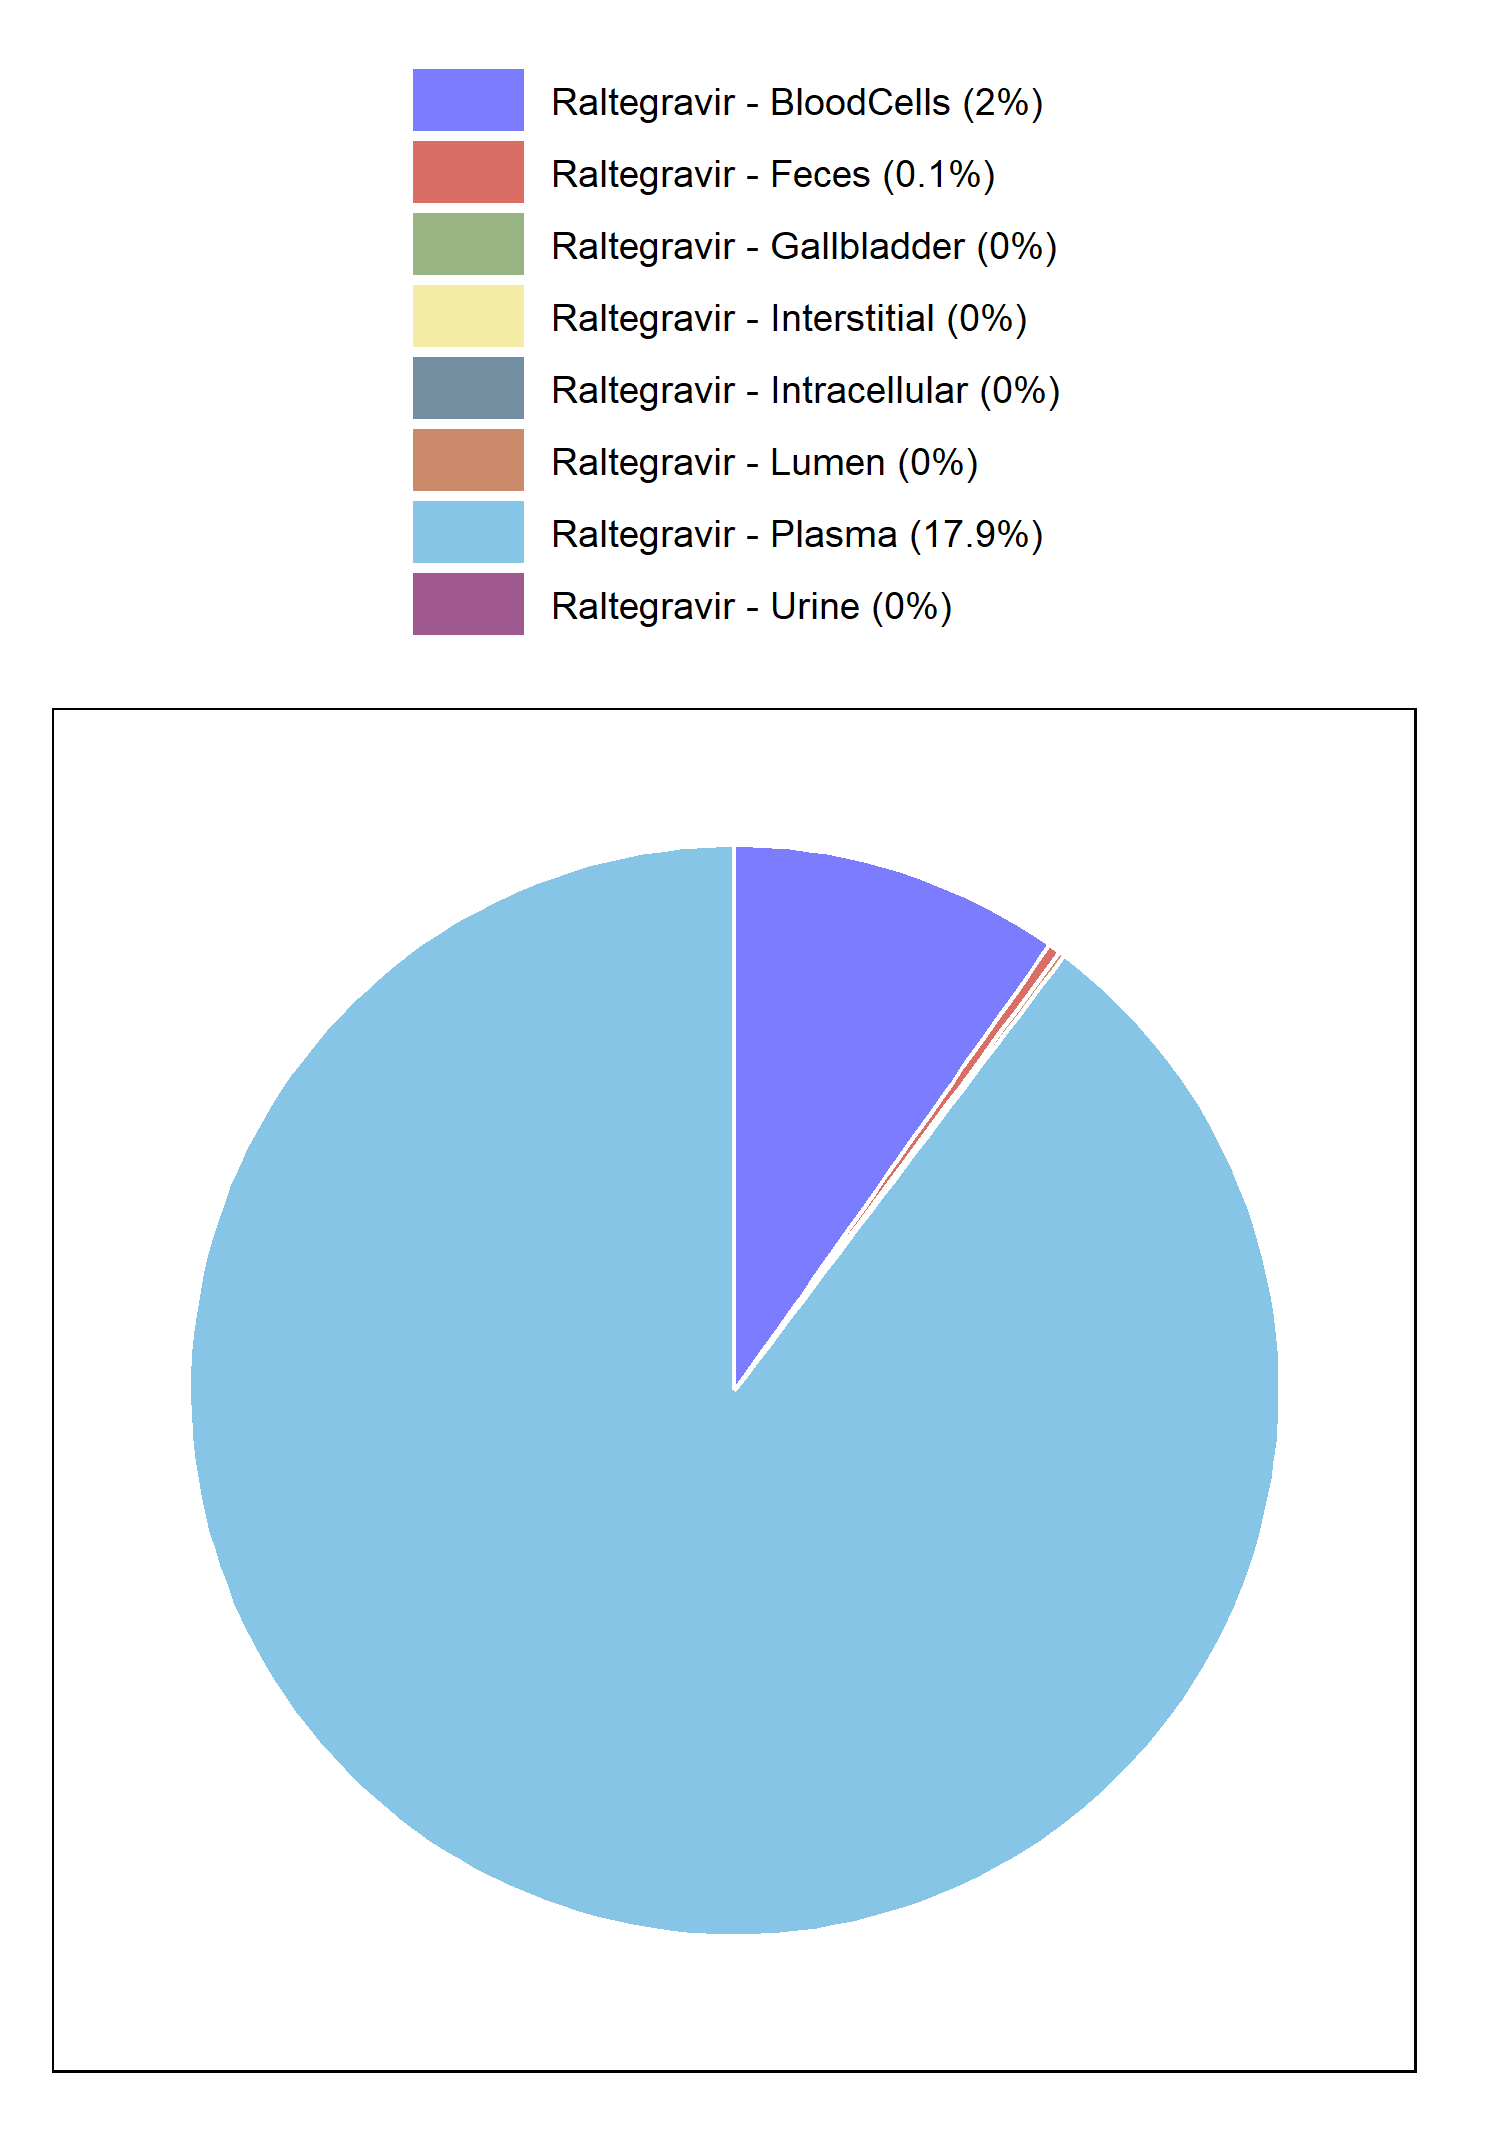 Raltegravir - BloodCells (2%)
Raltegravir - Feces (0.1%)
Raltegravir - Gallbladder (0%)
Raltegravir - Interstitial (0%)
Raltegravir - Intracellular (0%)
Raltegravir - Lumen (0%)
Raltegravir - Plasma (17.9%)
Raltegravir - Urine (0%)